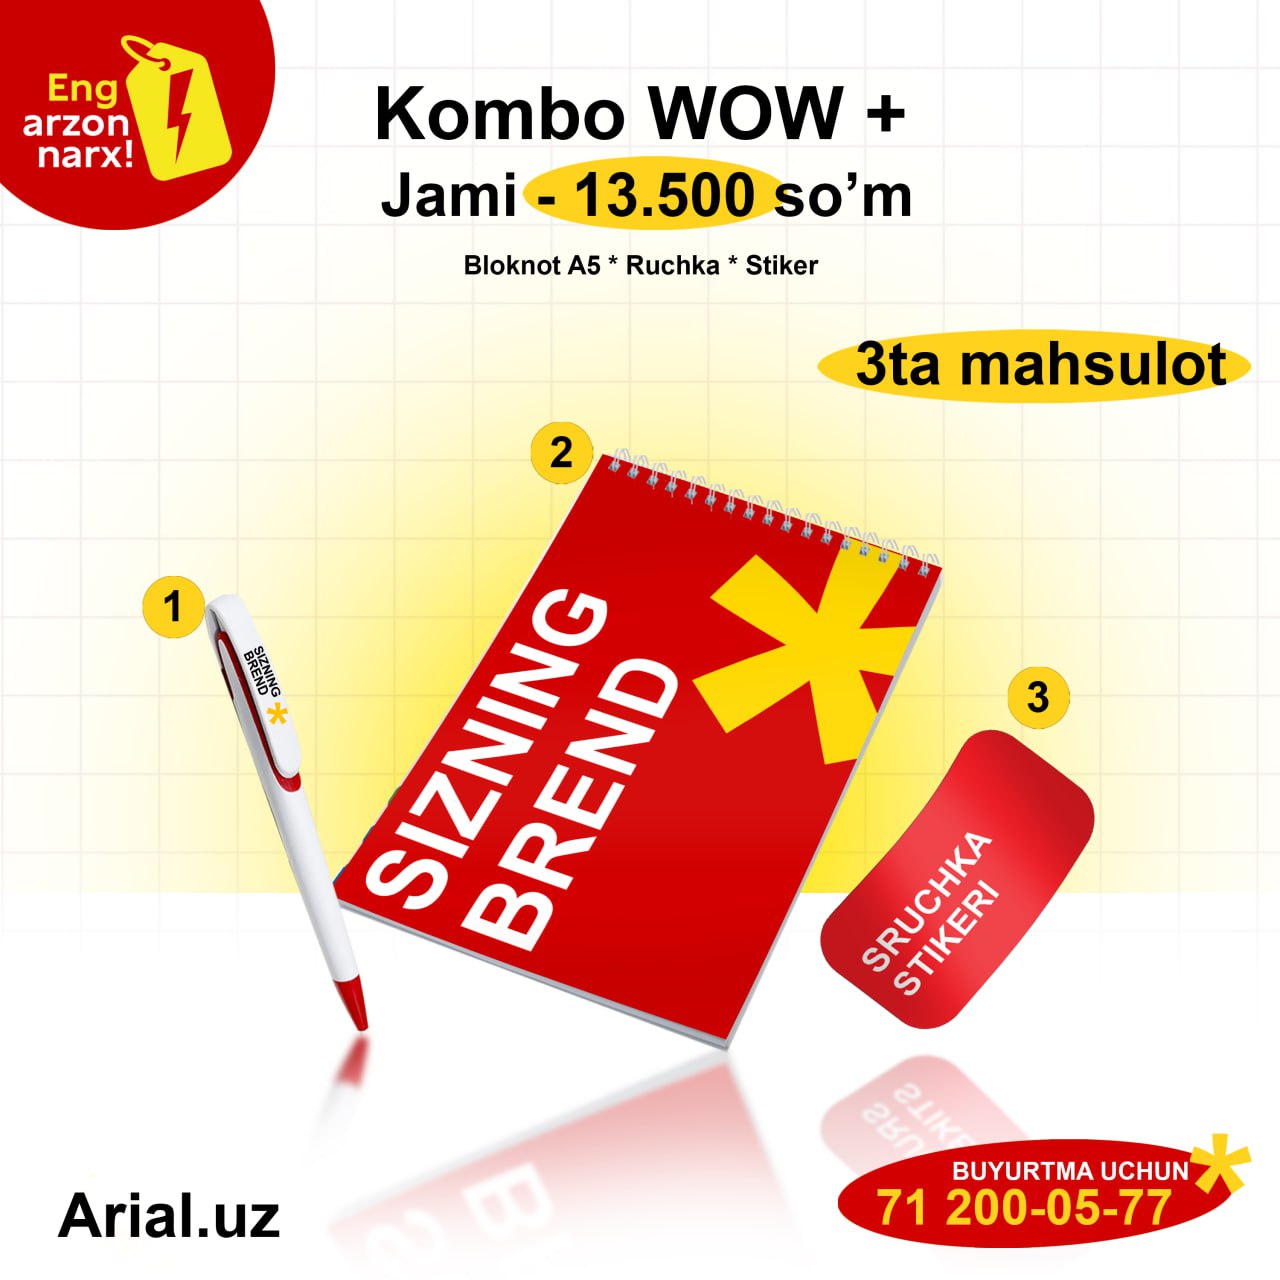 Eng
arzon
narx!
Kombo WOW +
Jami - 13.500 so’m
Bloknot A5 * Ruchka * Stiker
3ta mahsulot
2
1
SIZNING
BREND
SIZNING
BREND
3
SRUCHKA
STIKERI
BUYURTMA UCHUN
71 200-05-77
Arial.uz